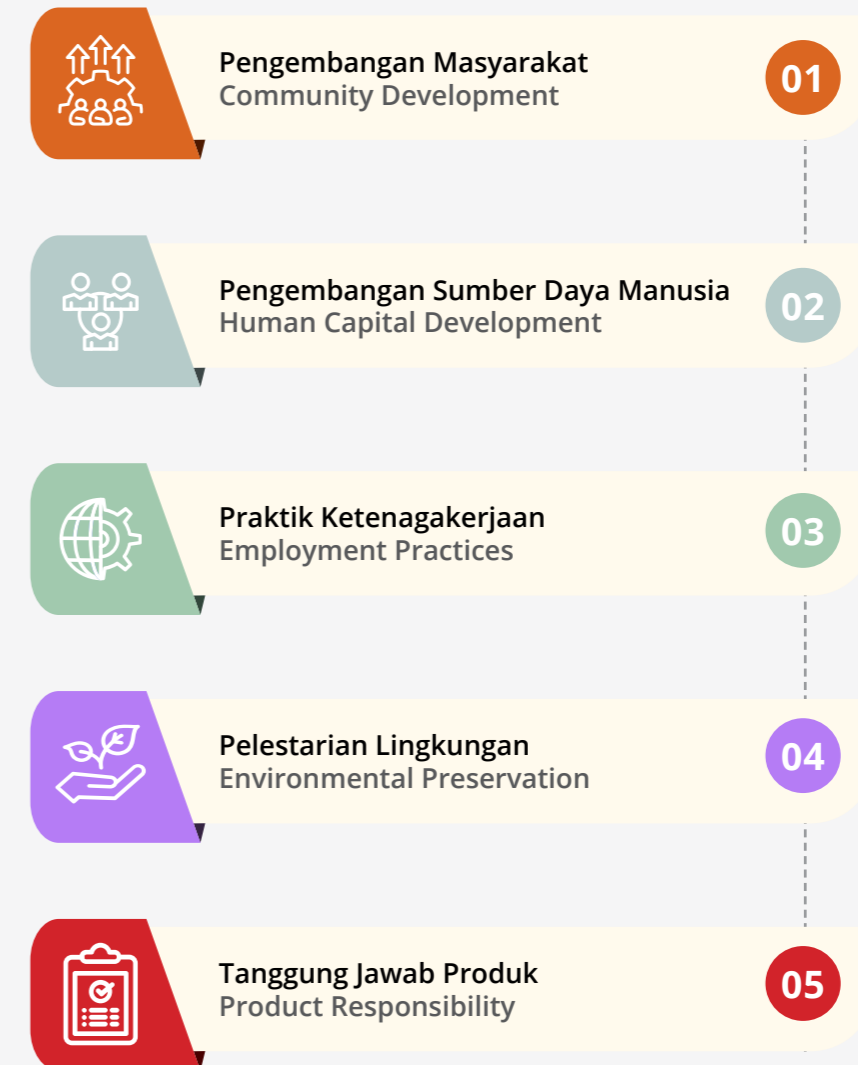 Pengembangan Masyarakat
Community Development
01
Pengembangan Sumber Daya Manusia
Human Capital Development
02
Praktik Ketenagakerjaan
Employment Practices
03
Pelestarian Lingkungan
Environmental Preservation
04
Tanggung Jawab Produk
Product Responsibility
05